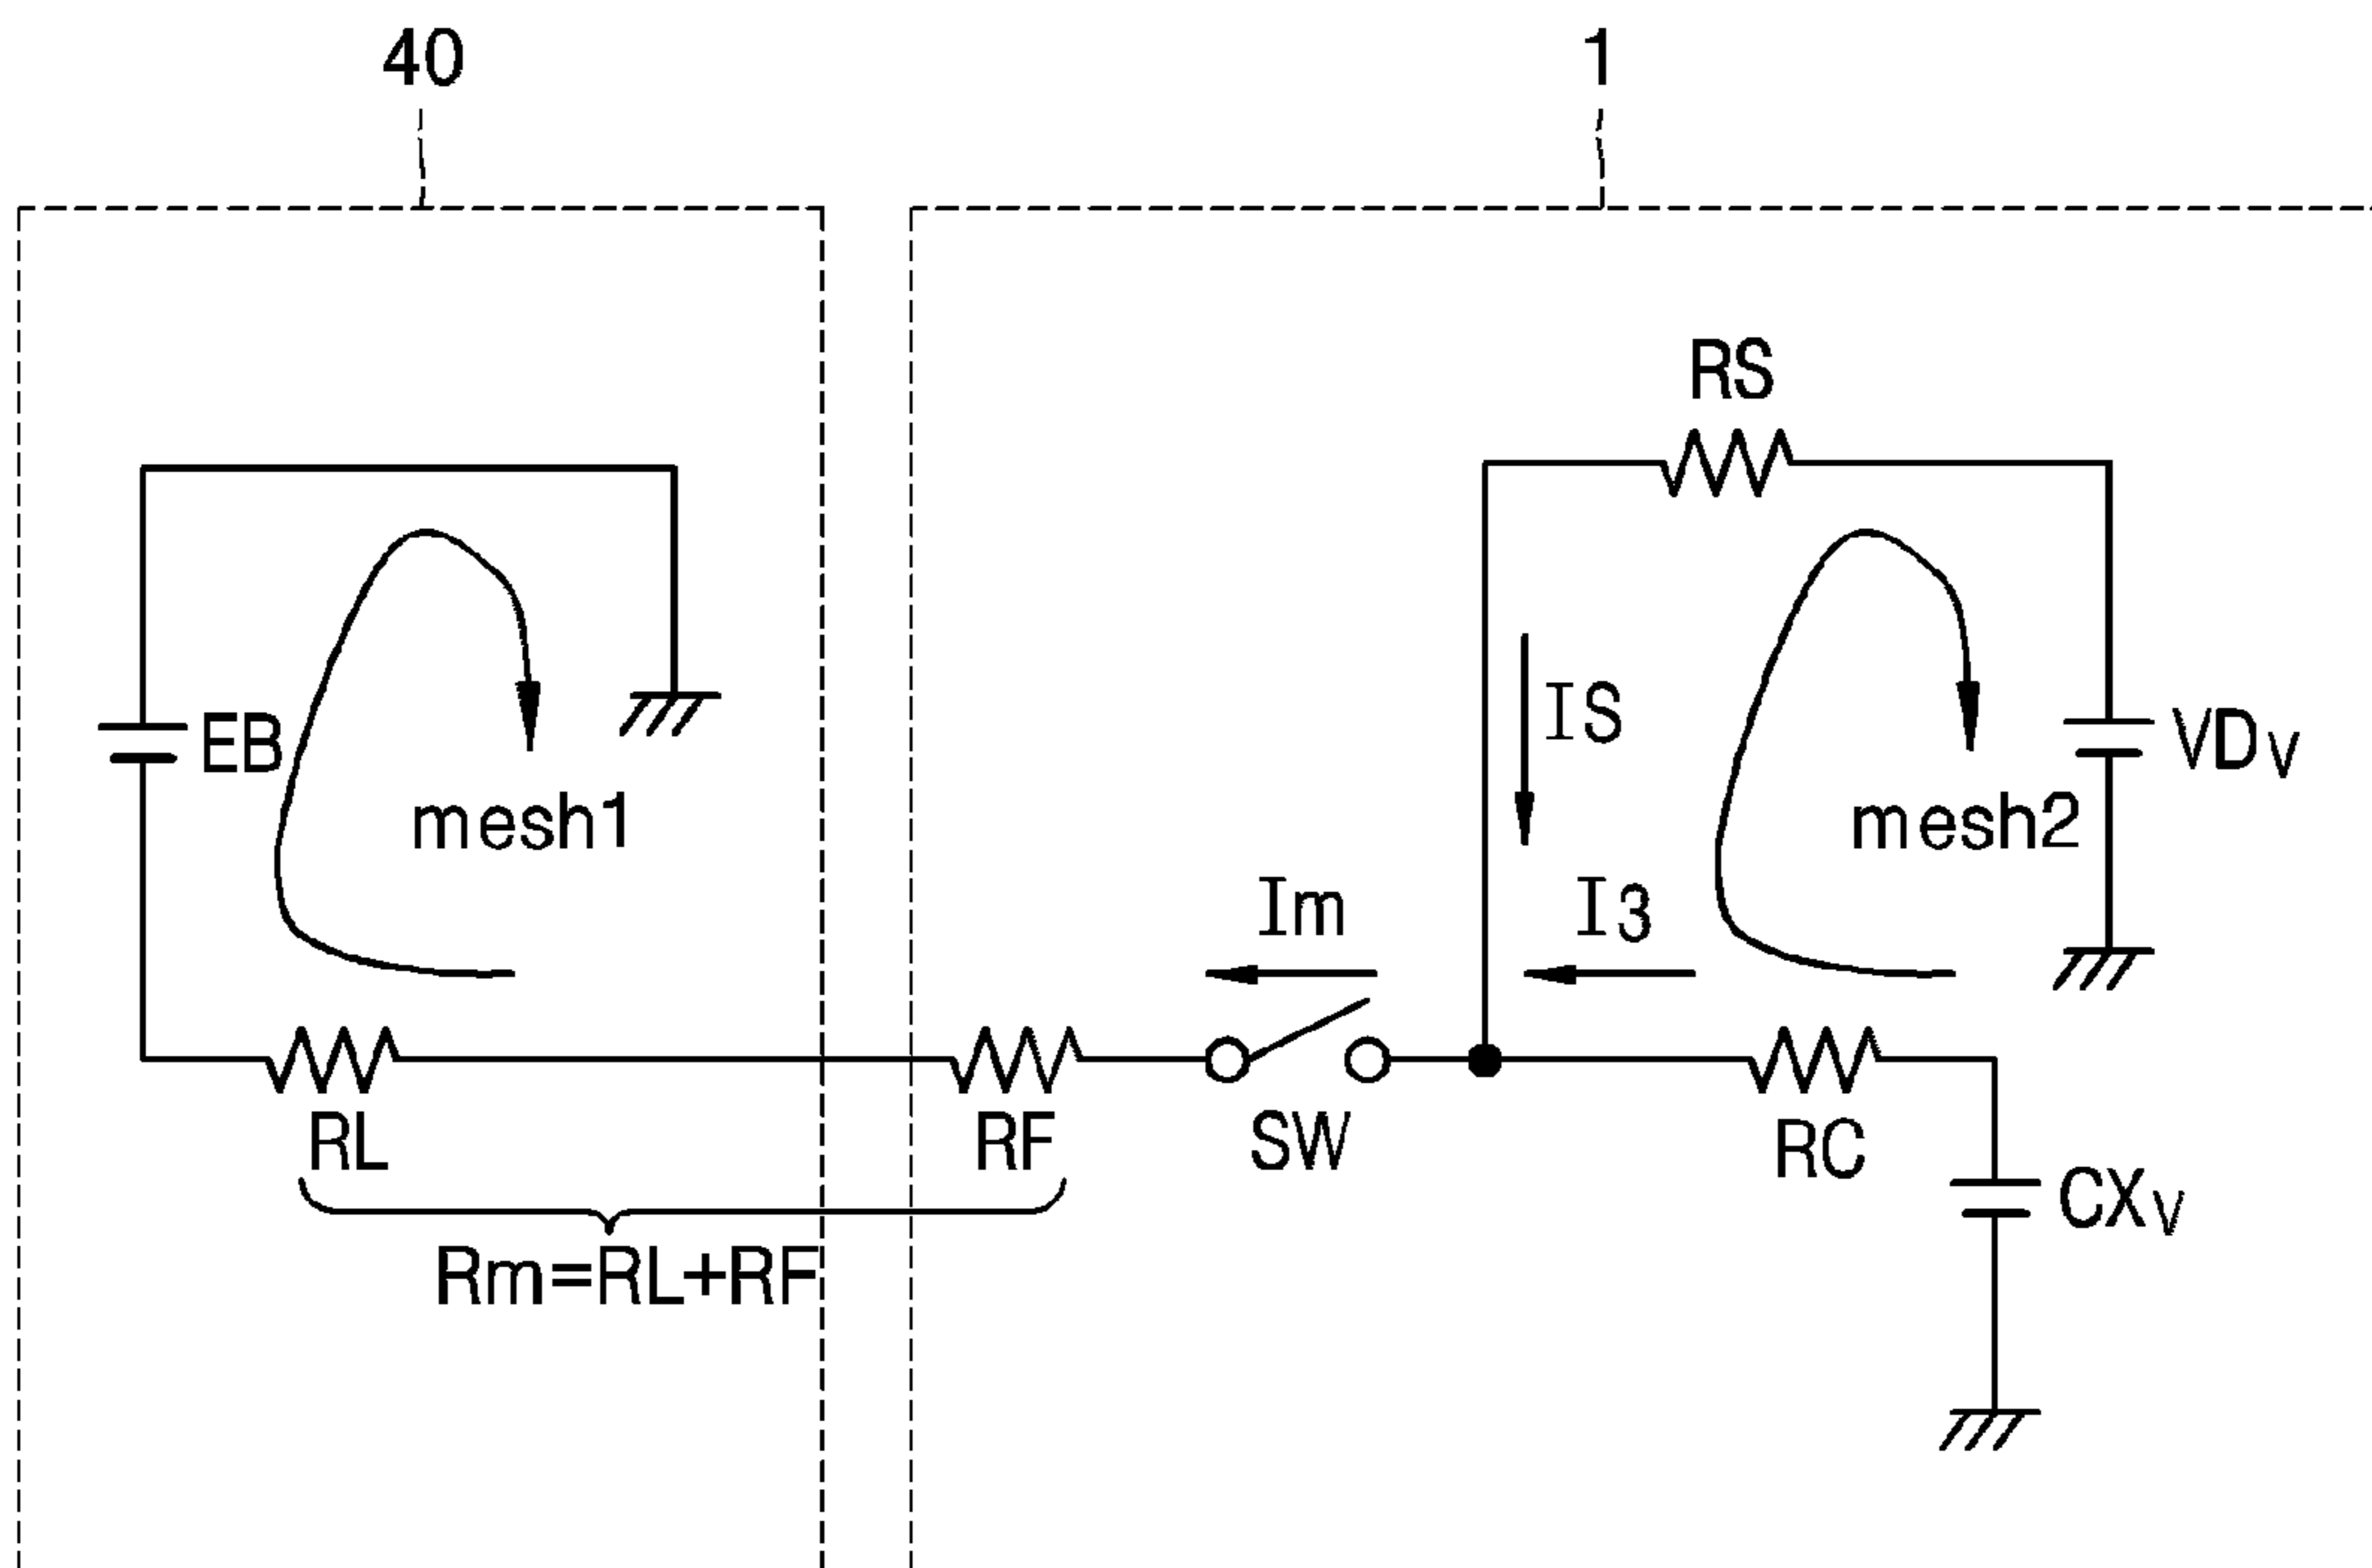 40
1
RS
EB
IS
VDV
mesh1
mesh2
Im
I3
RL
RF
SW
RC
CXV
Rm=RL+RF